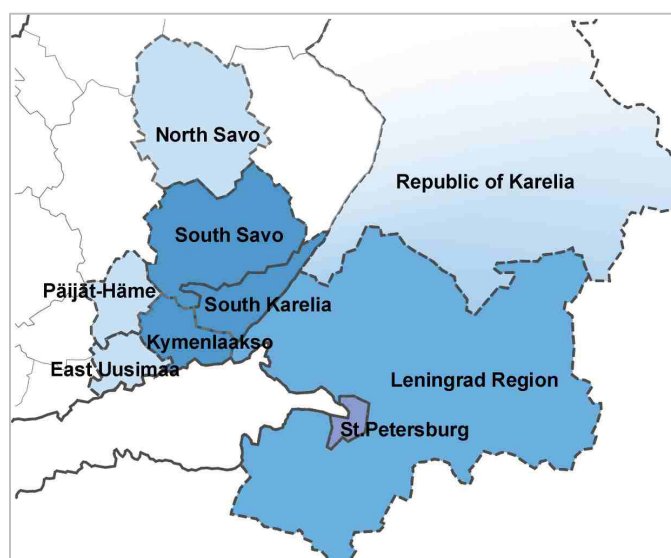 North Savo
Republic of Karelia
South Savo
Päijät-Häme
South Karelia
Kymenlaakso
East Uusimaa
Leningrad Region
St.Petersburg